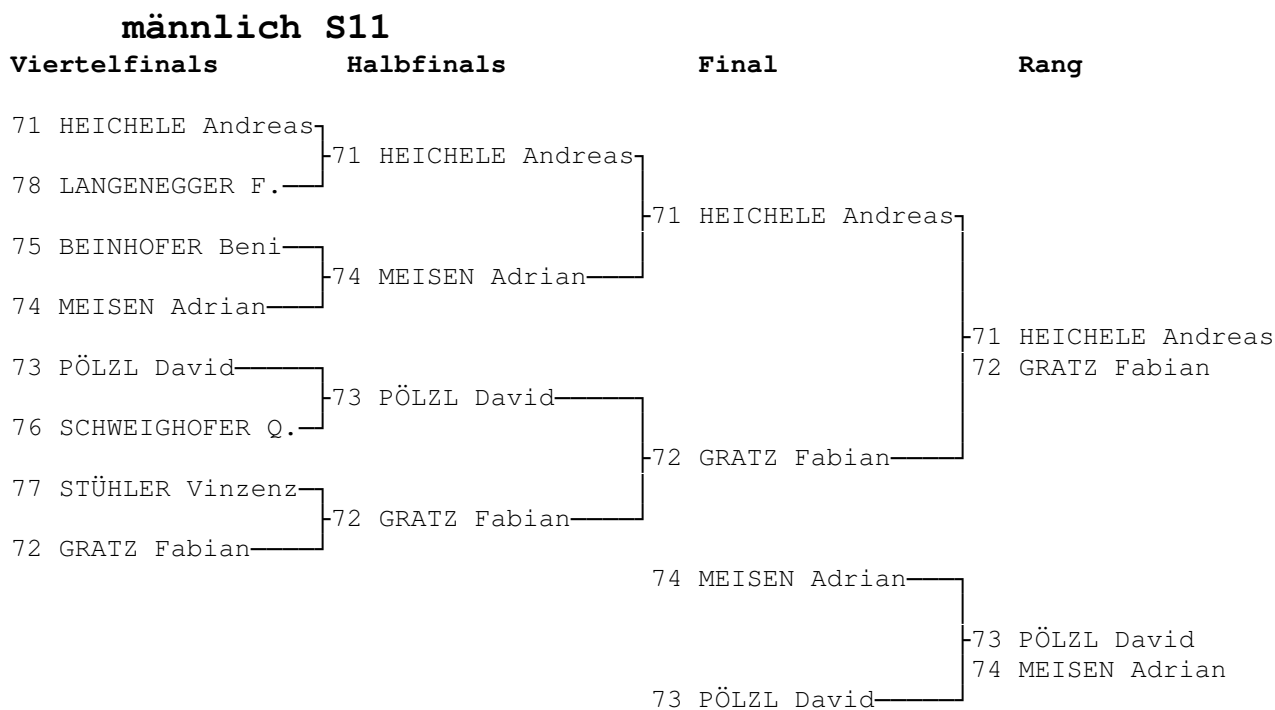 männlich S11
Viertelfinals Halbfinals Final Rang
71 HEICHELE Andreas
71 HEICHELE Andreas
78 LANGENEGGER F.
71 HEICHELE Andreas
75 BEINHOFER Beni
74 MEISEN Adrian
74 MEISEN Adrian
71 HEICHELE Andreas
73 PÖLZL David 72 GRATZ Fabian
73 PÖLZL David
76 SCHWEIGHOFER Q.
72 GRATZ Fabian
77 STÜHLER Vinzenz
72 GRATZ Fabian
72 GRATZ Fabian
74 MEISEN Adrian
73 PÖLZL David
74 MEISEN Adrian
73 PÖLZL David